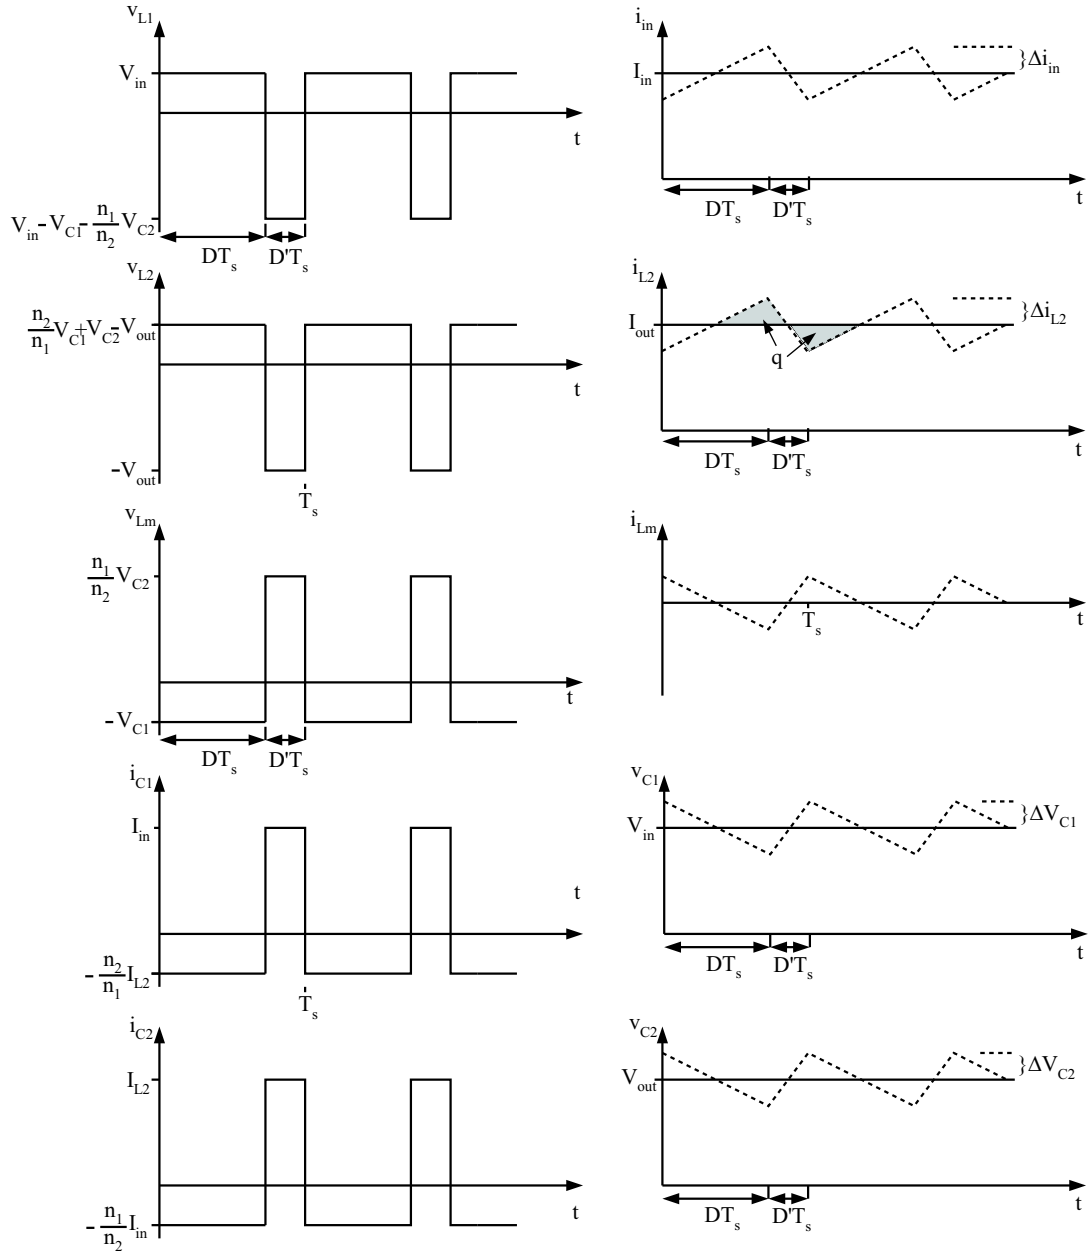 v_L1
V_in
t
V_in - V_C1 - n_1/n_2 V_C2
DT_s D'T_s
i_in
I_in
}Δi_in
t
DT_s D'T_s
v_L2
n_2/n_1 V_C1 + V_C2 - V_out
t
-V_out
T_s
i_L2
I_out
}Δi_L2
q
t
DT_s D'T_s
v_Lm
n_1/n_2 V_C2
t
-V_C1
DT_s D'T_s
i_Lm
T_s
t
i_C1
I_in
t
- n_2/n_1 I_L2
T_s
v_C1
V_in
}ΔV_C1
t
DT_s D'T_s
i_C2
I_L2
t
- n_1/n_2 I_in
v_C2
V_out
}ΔV_C2
t
DT_s D'T_s